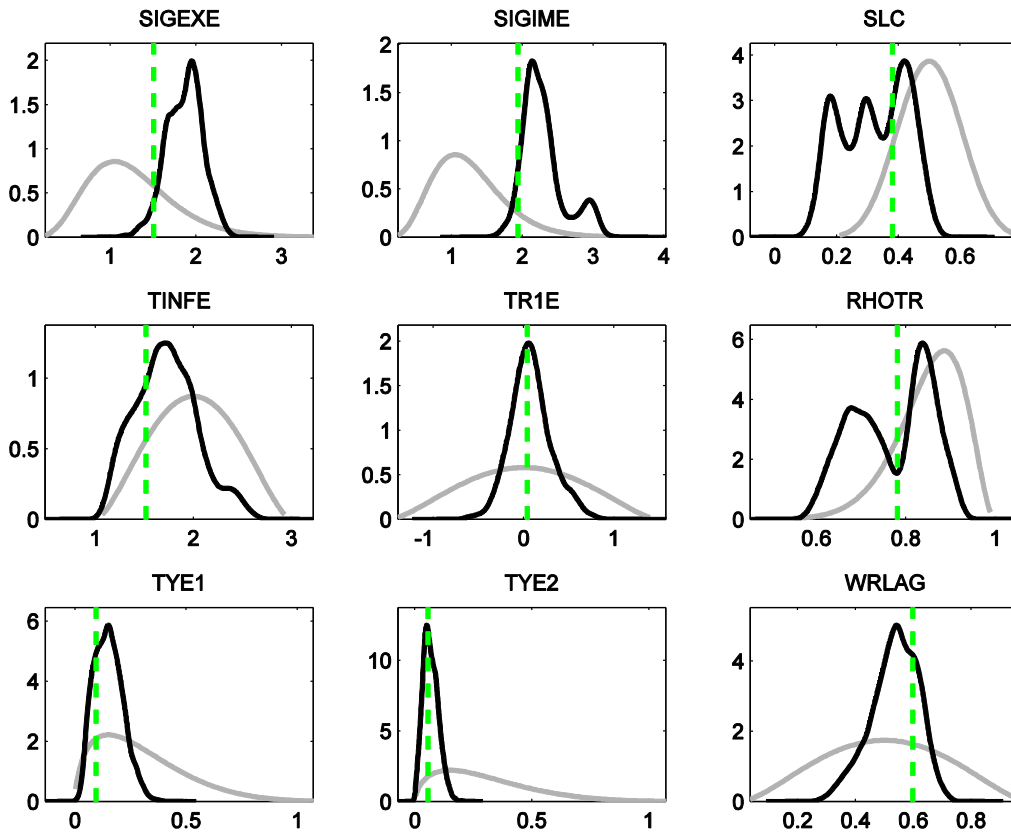 SIGEXE SIGIME SLC
2 2 4
1.5 1.5 3
1 1 2
0.5 0.5 1
0 0 0
1 2 3 1 2 3 4 0 0.2 0.4 0.6
TINFE TR1E RHOTR
2 6
1 1.5 4
0.5 1 2
0.5
0 0 0
1 2 3 -1 0 1 0.6 0.8 1
TYE1 TYE2 WRLAG
6
4 10 4
2 5 2
0 0 0
0 0.5 1 0 0.5 1 0.2 0.4 0.6 0.8